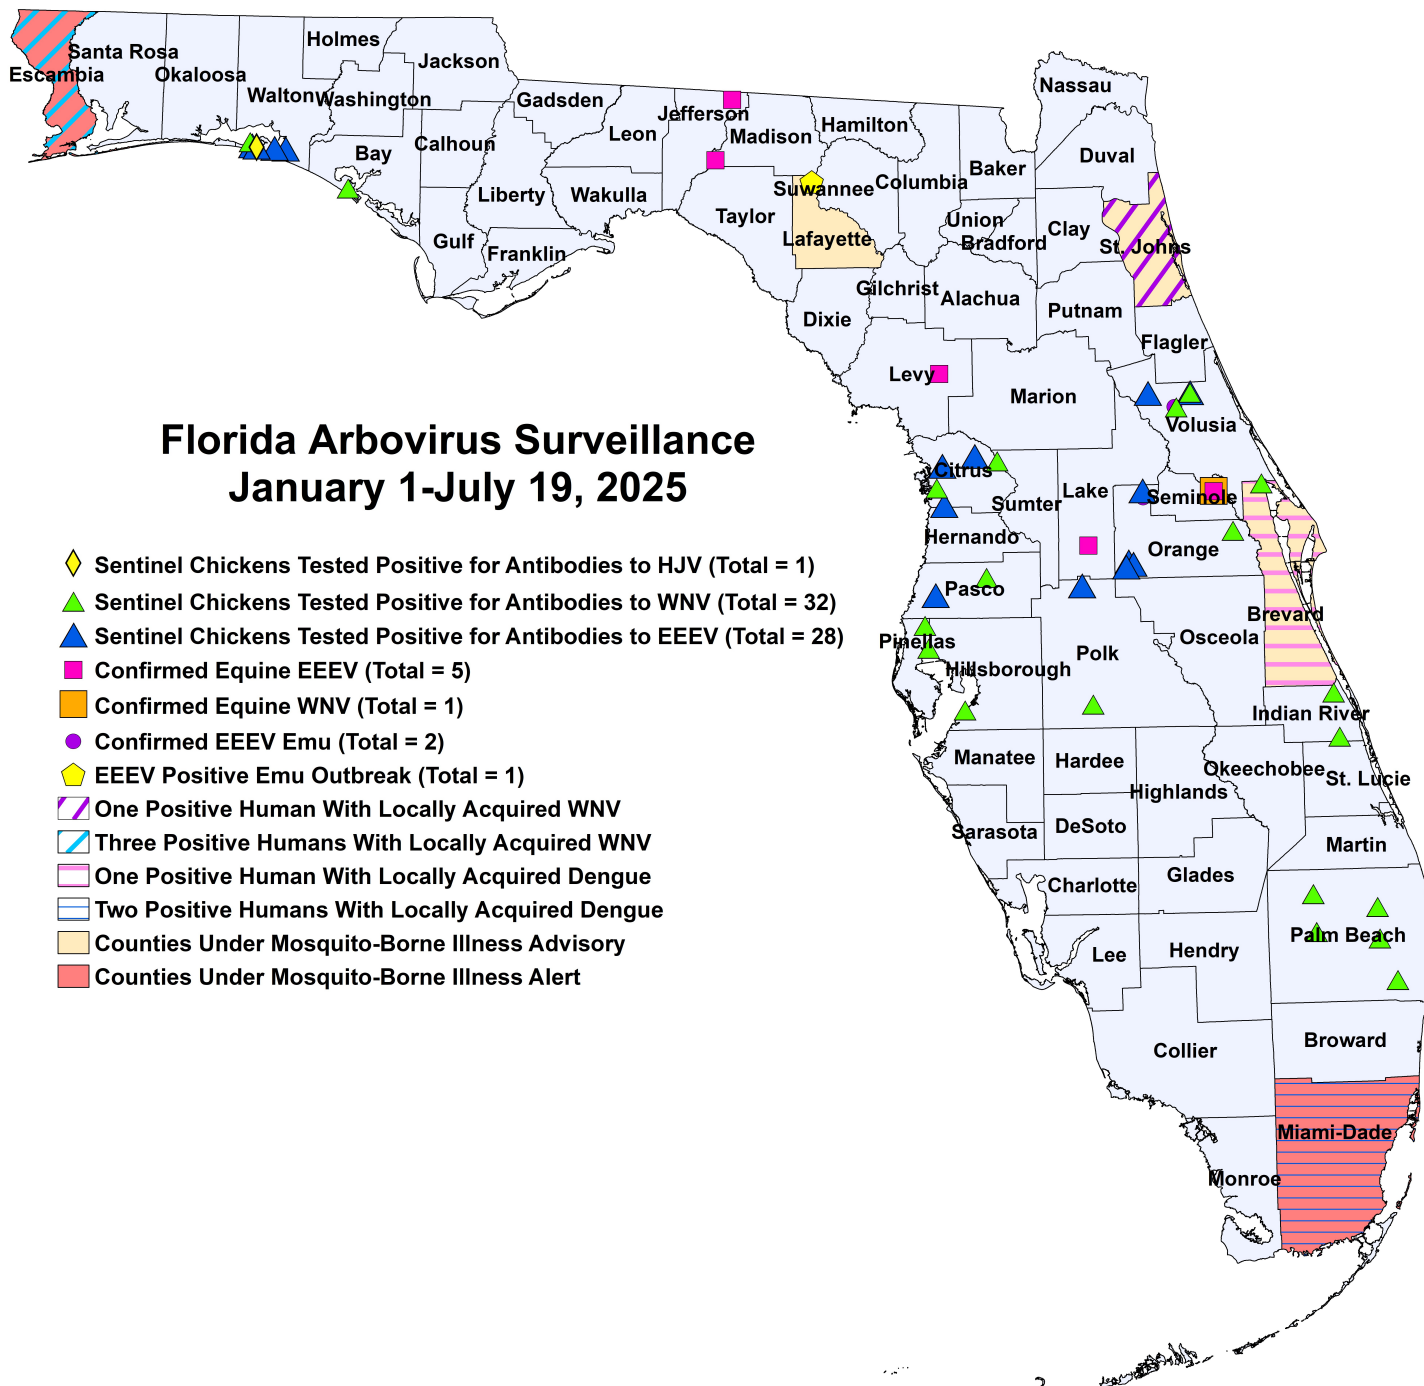 Holmes
Santa Rosa
Jackson
Escambia
Okaloosa
Walton
Washington
Gadsden
Nassau
Jefferson
Leon
Madison
Hamilton
Calhoun
Bay
Duval
Baker
Columbia
Suwannee
Liberty
Wakulla
Taylor
Union
Clay
Bradford
Gulf
Lafayette
St. Johns
Franklin
Gilchrist
Alachua
Putnam
Dixie
Flagler
Levy
Marion
Volusia
Florida Arbovirus Surveillance
January 1-July 19, 2025
Citrus
Lake
Seminole
Sumter
Hernando
Orange
Sentinel Chickens Tested Positive for Antibodies to HJV (Total = 1)
Pasco
Sentinel Chickens Tested Positive for Antibodies to WNV (Total = 32)
Brevard
Sentinel Chickens Tested Positive for Antibodies to EEEV (Total = 28)
Pinellas
Osceola
Polk
Hillsborough
Confirmed Equine EEEV (Total = 5)
Confirmed Equine WNV (Total = 1)
Indian River
Confirmed EEEV Emu (Total = 2)
Manatee
Hardee
Okeechobee
EEEV Positive Emu Outbreak (Total = 1)
St. Lucie
Highlands
One Positive Human With Locally Acquired WNV
Sarasota
DeSoto
Three Positive Humans With Locally Acquired WNV
Martin
One Positive Human With Locally Acquired Dengue
Charlotte
Glades
Two Positive Humans With Locally Acquired Dengue
Palm Beach
Counties Under Mosquito-Borne Illness Advisory
Lee
Hendry
Counties Under Mosquito-Borne Illness Alert
Broward
Collier
Miami-Dade
Monroe